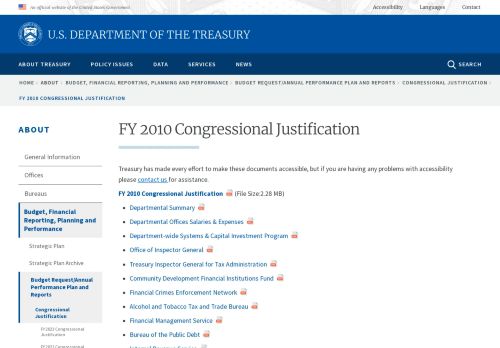 An official website of the United States Government
Accessibility Languages Contact
U.S. DEPARTMENT OF THE TREASURY
ABOUT TREASURY POLICY ISSUES DATA SERVICES NEWS SEARCH
HOME › ABOUT › BUDGET, FINANCIAL REPORTING, PLANNING AND PERFORMANCE › BUDGET REQUEST/ANNUAL PERFORMANCE PLAN AND REPORTS › CONGRESSIONAL JUSTIFICATION ›
FY 2010 CONGRESSIONAL JUSTIFICATION
ABOUT
General Information
Offices
Bureaus
Budget, Financial
Reporting, Planning and
Performance
Strategic Plan
Strategic Plan Archive
Budget Request/Annual
Performance Plan and
Reports
Congressional
Justification
FY 2010 Congressional Justification
Treasury has made every effort to make these documents accessible, but if you are having any problems with accessibility
please contact us for assistance.
FY 2010 Congressional Justification (File Size:2.28 MB)
Departmental Summary
Departmental Offices Salaries & Expenses
Department-wide Systems & Capital Investment Program
Office of Inspector General
Treasury Inspector General for Tax Administration
Community Development Financial Institutions Fund
Financial Crimes Enforcement Network
Alcohol and Tobacco Tax and Trade Bureau
Financial Management Service
Bureau of the Public Debt